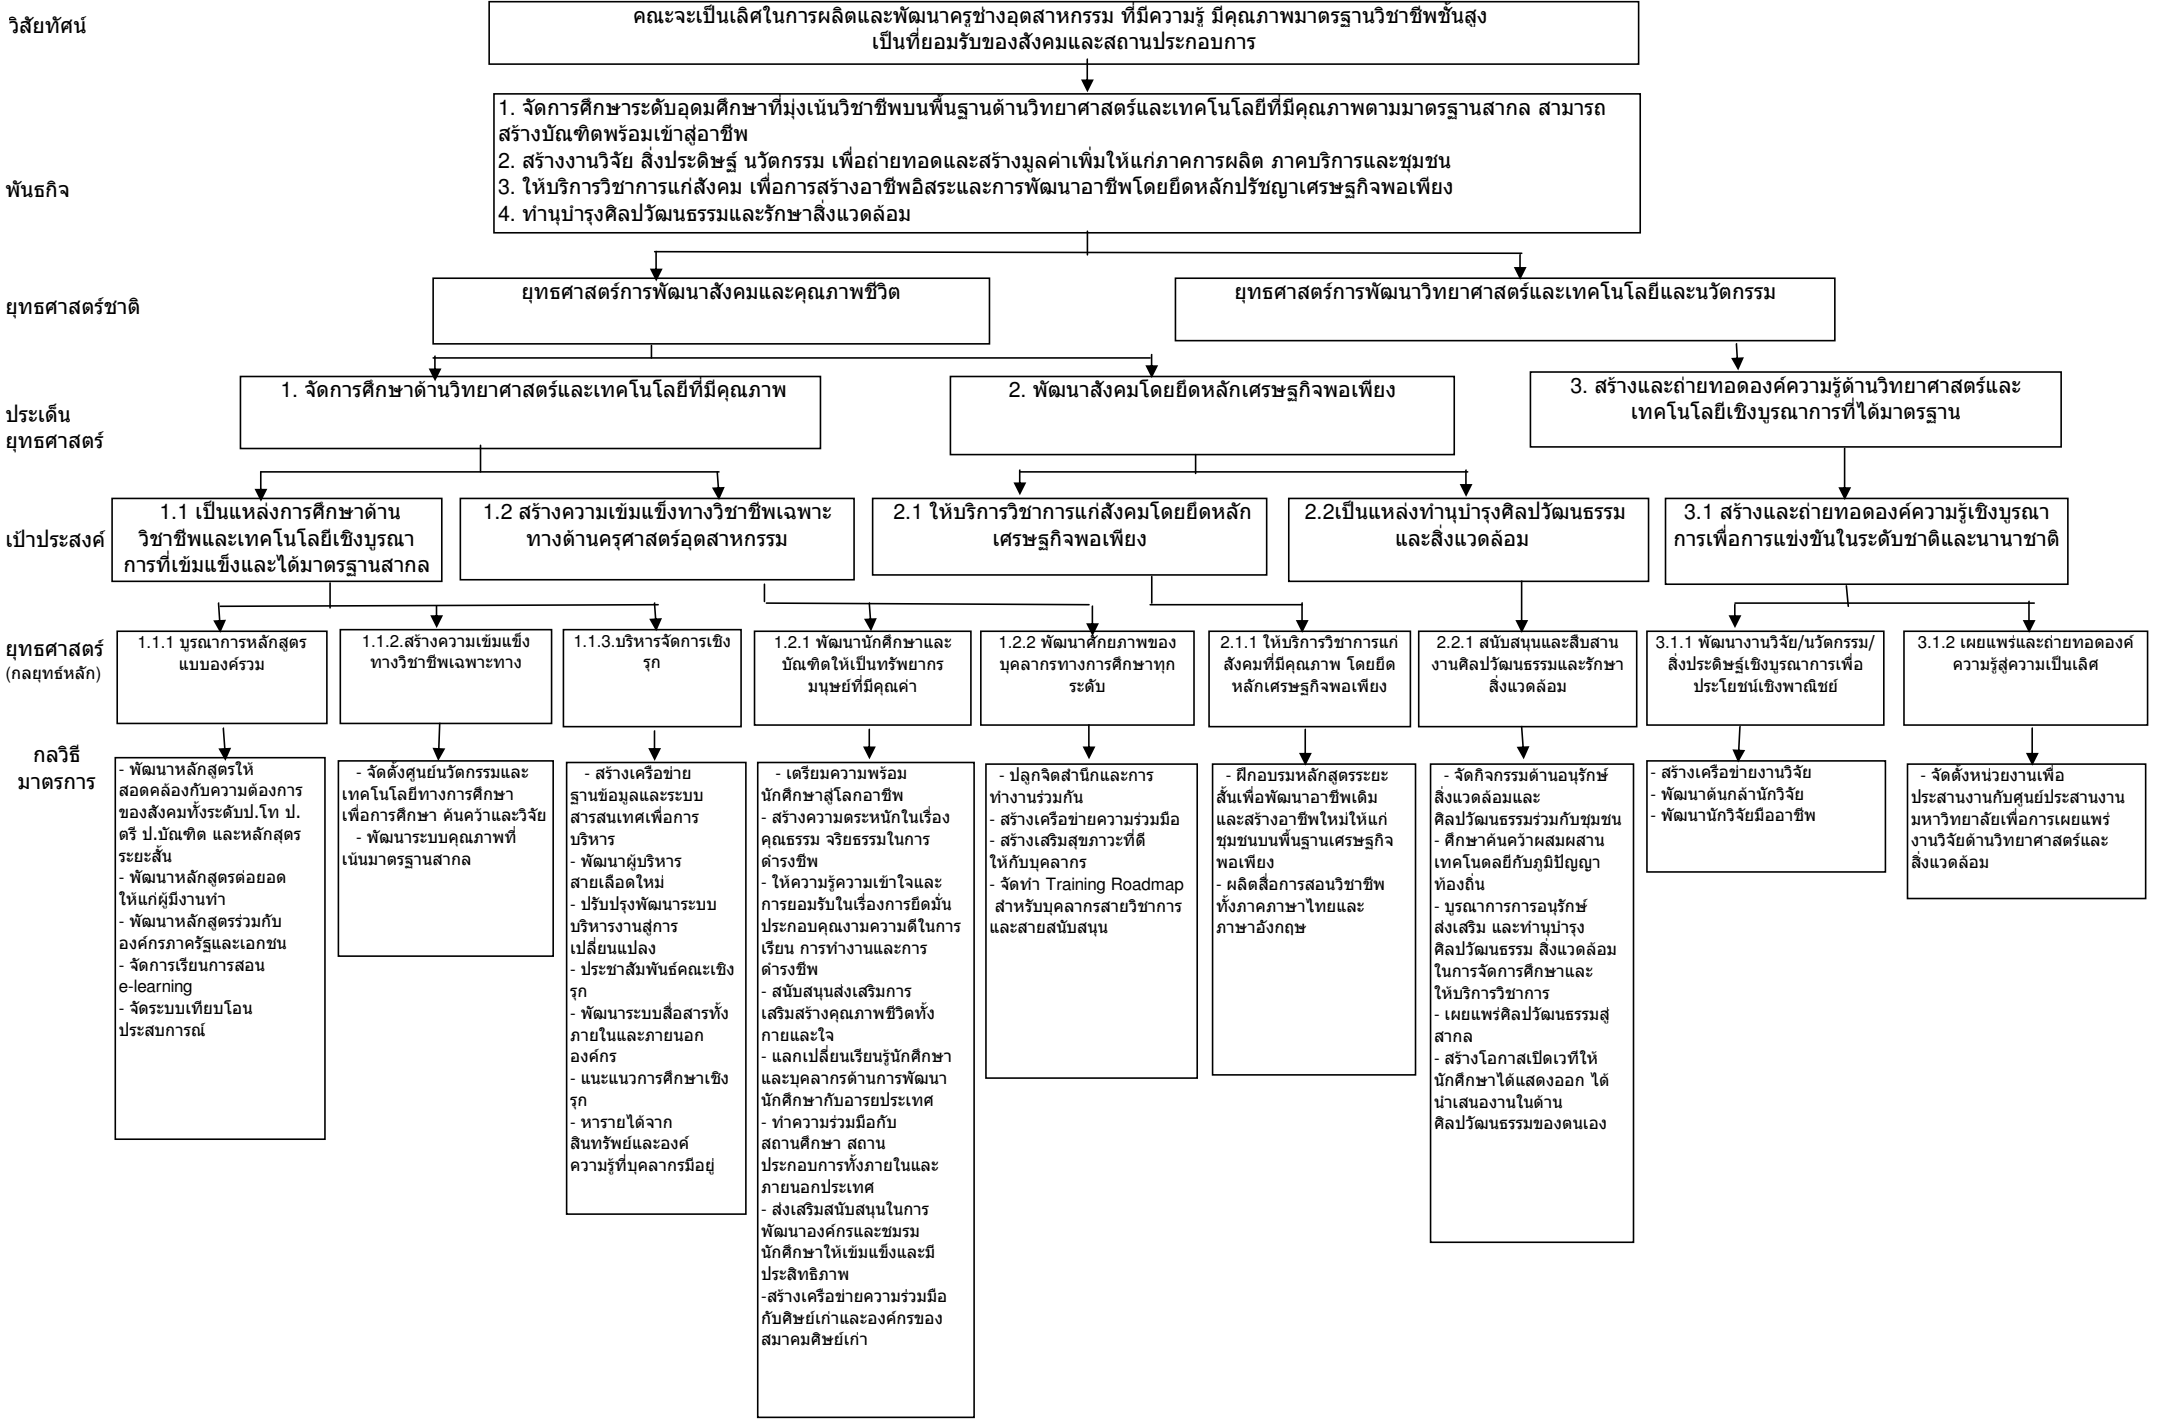 วิสัยทัศน์
คณะจะเป็นเลิศในการผลิตและพัฒนาครูช่างอุตสาหกรรม ที่มีความรู้ มีคุณภาพมาตรฐานวิชาชีพชั้นสูง
เป็นที่ยอมรับของสังคมและสถานประกอบการ
พันธกิจ
1. จัดการศึกษาระดับอุดมศึกษาที่มุ่งเน้นวิชาชีพบนพื้นฐานด้านวิทยาศาสตร์และเทคโนโลยีที่มีคุณภาพตามมาตรฐานสากล สามารถ
สร้างบัณฑิตพร้อมเข้าสู่อาชีพ
2. สร้างงานวิจัย สิ่งประดิษฐ์ นวัตกรรม เพื่อถ่ายทอดและสร้างมูลค่าเพิ่มให้แก่ภาคการผลิต ภาคบริการและชุมชน
3. ให้บริการวิชาการแก่สังคม เพื่อการสร้างอาชีพอิสระและการพัฒนาอาชีพโดยยึดหลักปรัชญาเศรษฐกิจพอเพียง
4. ทำนุบำรุงศิลปวัฒนธรรมและรักษาสิ่งแวดล้อม
ยุทธศาสตร์ชาติ
ยุทธศาสตร์การพัฒนาสังคมและคุณภาพชีวิต
ยุทธศาสตร์การพัฒนาวิทยาศาสตร์และเทคโนโลยีและนวัตกรรม
ประเด็น
ยุทธศาสตร์
1. จัดการศึกษาด้านวิทยาศาสตร์และเทคโนโลยีที่มีคุณภาพ
2. พัฒนาสังคมโดยยึดหลักเศรษฐกิจพอเพียง
3. สร้างและถ่ายทอดองค์ความรู้ด้านวิทยาศาสตร์และ
เทคโนโลยีเชิงบูรณาการที่ได้มาตรฐาน
เป้าประสงค์
1.1 เป็นแหล่งการศึกษาด้าน
วิชาชีพและเทคโนโลยีเชิงบูรณา
การที่เข้มแข็งและได้มาตรฐานสากล
1.2 สร้างความเข้มแข็งทางวิชาชีพเฉพาะ
ทางด้านครุศาสตร์อุตสาหกรรม
2.1 ให้บริการวิชาการแก่สังคมโดยยึดหลัก
เศรษฐกิจพอเพียง
2.2เป็นแหล่งทำนุบำรุงศิลปวัฒนธรรม
และสิ่งแวดล้อม
3.1 สร้างและถ่ายทอดองค์ความรู้เชิงบูรณา
การเพื่อการแข่งขันในระดับชาติและนานาชาติ
ยุทธศาสตร์
(กลยุทธ์หลัก)
1.1.1 บูรณาการหลักสูตร
แบบองค์รวม
1.1.2.สร้างความเข้มแข็ง
ทางวิชาชีพเฉพาะทาง
1.1.3.บริหารจัดการเชิง
รุก
1.2.1 พัฒนานักศึกษาและ
บัณฑิตให้เป็นทรัพยากร
มนุษย์ที่มีคุณค่า
1.2.2 พัฒนาศักยภาพของ
บุคลากรทางการศึกษาทุก
ระดับ
2.1.1 ให้บริการวิชาการแก่
สังคมที่มีคุณภาพ โดยยึด
หลักเศรษฐกิจพอเพียง
2.2.1 สนับสนุนและสืบสาน
งานศิลปวัฒนธรรมและรักษา
สิ่งแวดล้อม
3.1.1 พัฒนางานวิจัย/นวัตกรรม/
สิ่งประดิษฐ์เชิงบูรณาการเพื่อ
ประโยชน์เชิงพาณิชย์
3.1.2 เผยแพร่และถ่ายทอดองค์
ความรู้สู่ความเป็นเลิศ
กลวิธี
มาตรการ
- พัฒนาหลักสูตรให้
สอดคล้องกับความต้องการ
ของสังคมทั้งระดับป.โท ป.
ตรี ป.บัณฑิต และหลักสูตร
ระยะสั้น
- พัฒนาหลักสูตรต่อยอด
ให้แก่ผู้มีงานทำ
- พัฒนาหลักสูตรร่วมกับ
องค์กรภาครัฐและเอกชน
- จัดการเรียนการสอน
e-learning
- จัดระบบเทียบโอน
ประสบการณ์
- จัดตั้งศูนย์นวัตกรรมและ
เทคโนโลยีทางการศึกษา
เพื่อการศึกษา ค้นคว้าและวิจัย
- พัฒนาระบบคุณภาพที่
เน้นมาตรฐานสากล
- สร้างเครือข่าย
ฐานข้อมูลและระบบ
สารสนเทศเพื่อการ
บริหาร
- พัฒนาผู้บริหาร
สายเลือดใหม่
- ปรับปรุงพัฒนาระบบ
บริหารงานสู่การ
เปลี่ยนแปลง
- ประชาสัมพันธ์คณะเชิง
รุก
- พัฒนาระบบสื่อสารทั้ง
ภายในและภายนอก
องค์กร
- แนะแนวการศึกษาเชิง
รุก
- หารายได้จาก
สินทรัพย์และองค์
ความรู้ที่บุคลากรมีอยู่
- เตรียมความพร้อม
นักศึกษาสู่โลกอาชีพ
- สร้างความตระหนักในเรื่อง
คุณธรรม จริยธรรมในการ
ดำรงชีพ
- ให้ความรู้ความเข้าใจและ
การยอมรับในเรื่องการยึดมั่น
ประกอบคุณงามความดีในการ
เรียน การทำงานและการ
ดำรงชีพ
- สนับสนุนส่งเสริมการ
เสริมสร้างคุณภาพชีวิตทั้ง
กายและใจ
- แลกเปลี่ยนเรียนรู้นักศึกษา
และบุคลากรด้านการพัฒนา
นักศึกษากับอารยประเทศ
- ทำความร่วมมือกับ
สถานศึกษา สถาน
ประกอบการทั้งภายในและ
ภายนอกประเทศ
- ส่งเสริมสนับสนุนในการ
พัฒนาองค์กรและชมรม
นักศึกษาให้เข้มแข็งและมี
ประสิทธิภาพ
-สร้างเครือข่ายความร่วมมือ
กับศิษย์เก่าและองค์กรของ
สมาคมศิษย์เก่า
- ปลูกจิตสำนึกและการ
ทำงานร่วมกัน
- สร้างเครือข่ายความร่วมมือ
- สร้างเสริมสุขภาวะที่ดี
ให้กับบุคลากร
- จัดทำ Training Roadmap
สำหรับบุคลากรสายวิชาการ
และสายสนับสนุน
- ฝึกอบรมหลักสูตรระยะ
สั้นเพื่อพัฒนาอาชีพเดิม
และสร้างอาชีพใหม่ให้แก่
ชุมชนบนพื้นฐานเศรษฐกิจ
พอเพียง
- ผลิตสื่อการสอนวิชาชีพ
ทั้งภาคภาษาไทยและ
ภาษาอังกฤษ
- จัดกิจกรรมด้านอนุรักษ์
สิ่งแวดล้อมและ
ศิลปวัฒนธรรมร่วมกับชุมชน
- ศึกษาค้นคว้าผสมผสาน
เทคโนดลยีกับภูมิปัญญา
ท้องถิ่น
- บูรณาการการอนุรักษ์
ส่งเสริม และทำนุบำรุง
ศิลปวัฒนธรรม สิ่งแวดล้อม
ในการจัดการศึกษาและ
ให้บริการวิชาการ
- เผยแพร่ศิลปวัฒนธรรมสู่
สากล
- สร้างโอกาสเปิดเวทีให้
นักศึกษาได้แสดงออก ได้
นำเสนองานในด้าน
ศิลปวัฒนธรรมของตนเอง
- สร้างเครือข่ายงานวิจัย
- พัฒนาต้นกล้านักวิจัย
- พัฒนานักวิจัยมืออาชีพ
- จัดตั้งหน่วยงานเพื่อ
ประสานงานกับศูนย์ประสานงาน
มหาวิทยาลัยเพื่อการเผยแพร่
งานวิจัยด้านวิทยาศาสตร์และ
สิ่งแวดล้อม